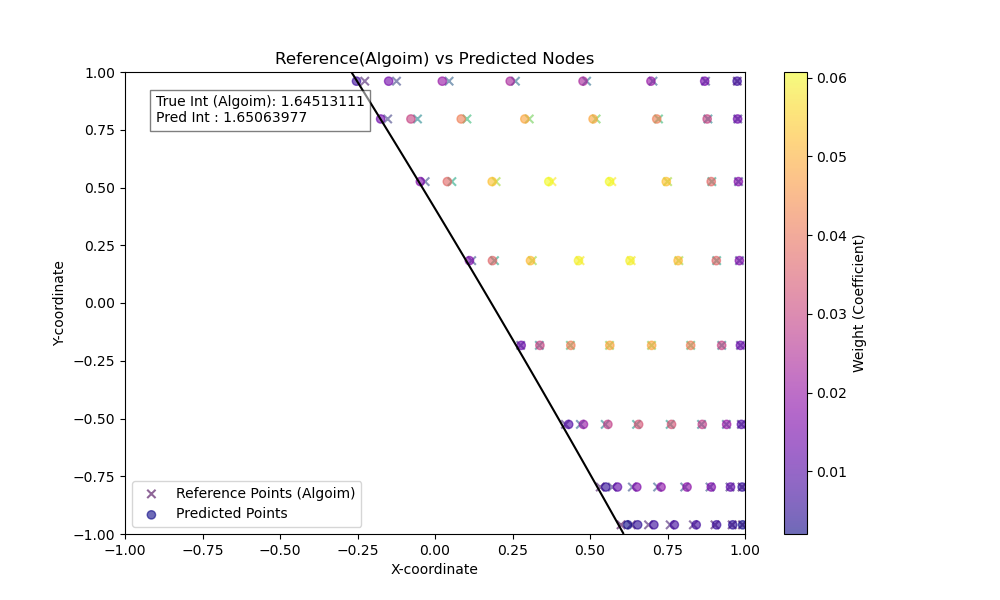 Reference(Algoim) vs Predicted Nodes
True Int (Algoim): 1.64513111
Pred Int : 1.65063977
1.00
0.75
0.50
0.25
0.00
−0.25
−0.50
−0.75
−1.00
Y-coordinate
Reference Points (Algoim)
Predicted Points
−1.00 −0.75 −0.50 −0.25 0.00 0.25 0.50 0.75 1.00
X-coordinate
0.06
0.05
0.04
0.03
0.02
0.01
Weight (Coefficient)